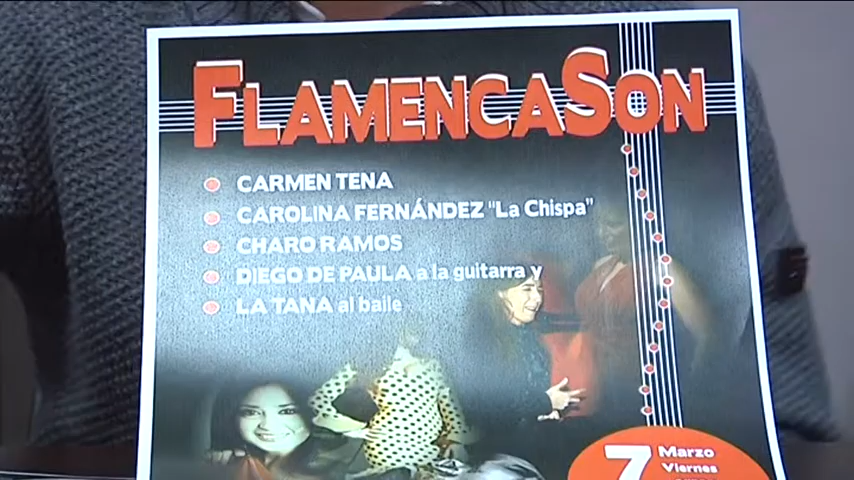 FLAMENCASON
CARMEN TENA
CAROLINA FERNÁNDEZ "La Chispa"
CHARO RAMOS
DIEGO DE PAULA a la guitarra y
LA TANA al baile
7 Marzo
Viernes